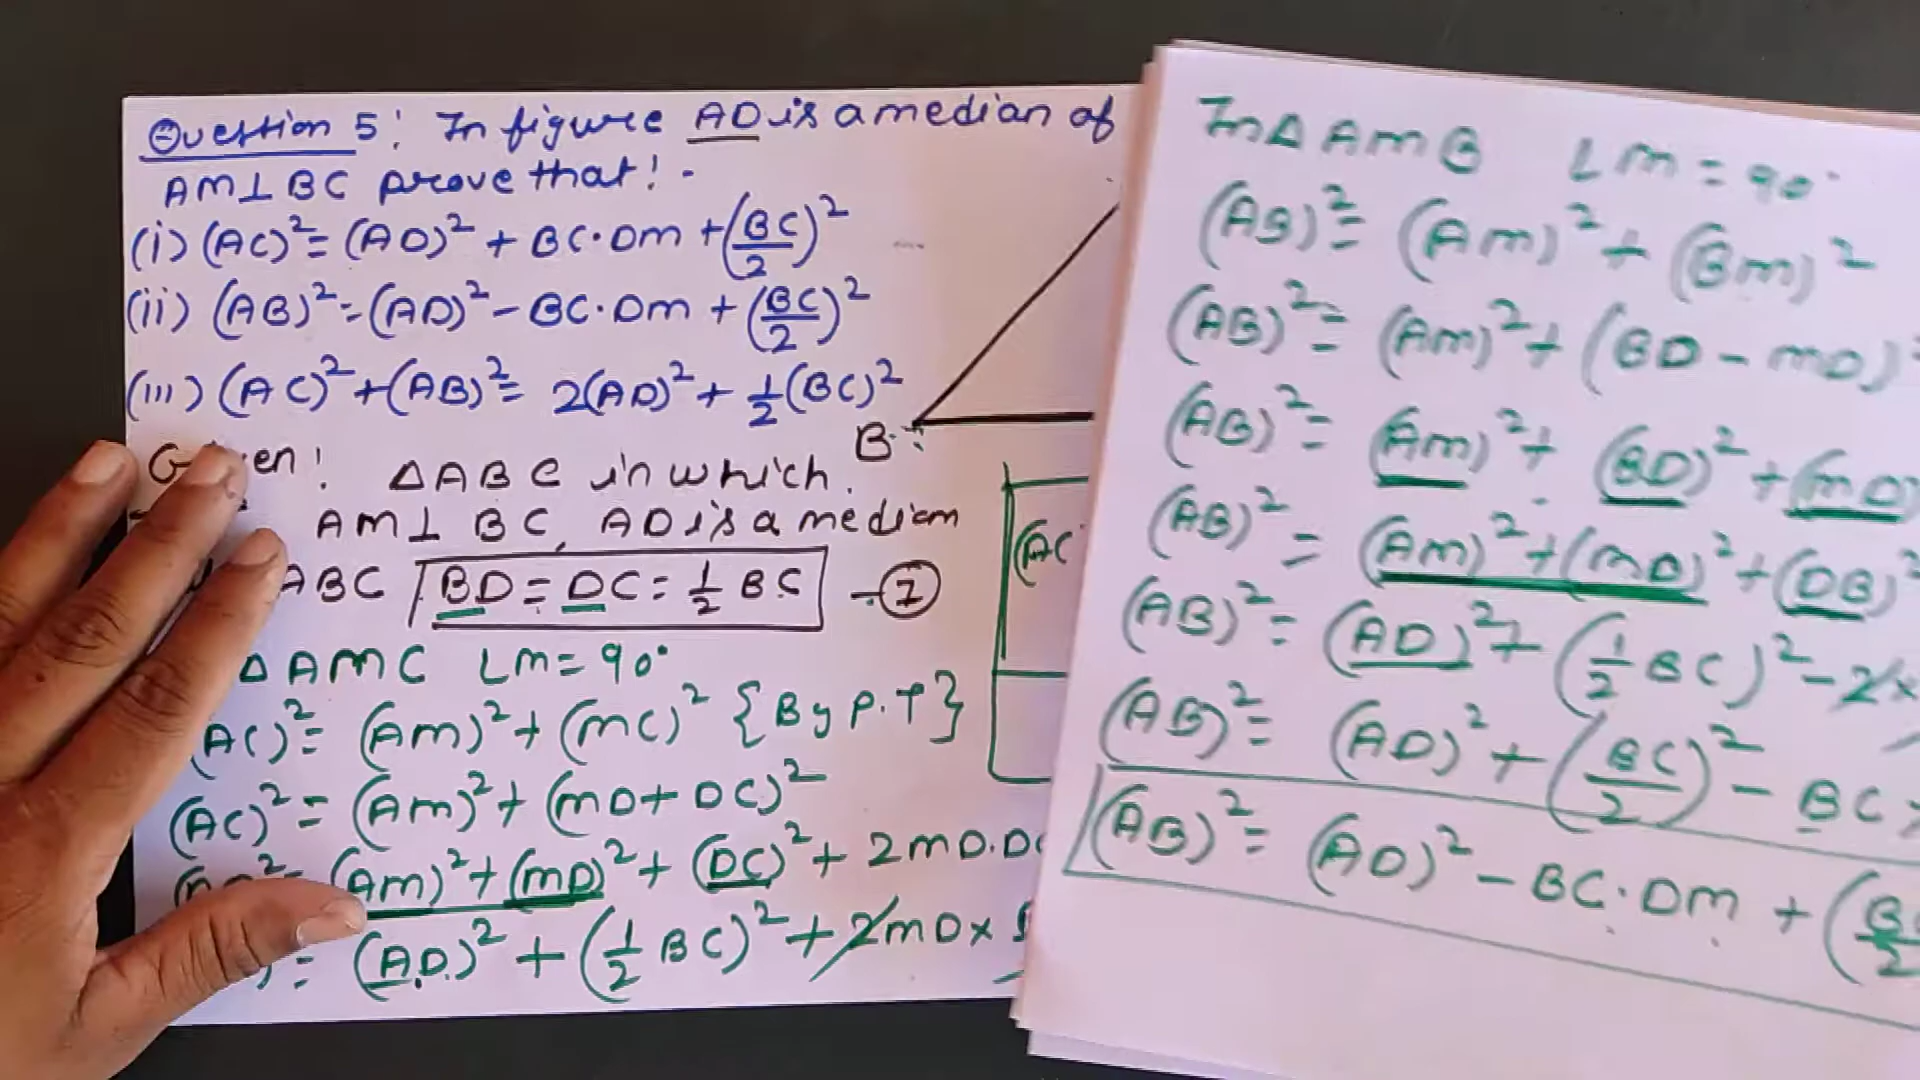 Question 5: In figure AD is a median of
AM⊥BC prove that! -
(i) (AC)²= (AD)² + BC·DM +(BC/2)²
(ii) (AB)²=(AD)²- BC·DM + (BC/2)²
(iii) (AC)²+(AB)²= 2(AD)²+ 1/2(BC)²
B
Given! ΔABC in which
AM⊥ BC, AD is a median
ABC BD=DC=1/2 BC -①
ΔAMC ∠M=90°
(AC)²= (AM)²+(MC)² {By P.T}
(AC)²= (AM)²+(MD+DC)²
(AM)²+(MD)²+(DC)²+2MD.DC
= (AD)²+(1/2 BC)²+2MD×
(AC
In Δ AMB ∠M=90°
(AB)²= (AM)²+(BM)²
(AB)²= (AM)²+(BD-MD)
(AB)²= (AM)²+(BD)²+(MD
(AB)²= (AM)²+(MD)²+(DB)²
(AB)²= (AD)²+(1/2 BC)²-2×
(AB)²= (AD)²+(BC/2)²- BC×
(AB)²= (AD)²-BC·DM+(B/2